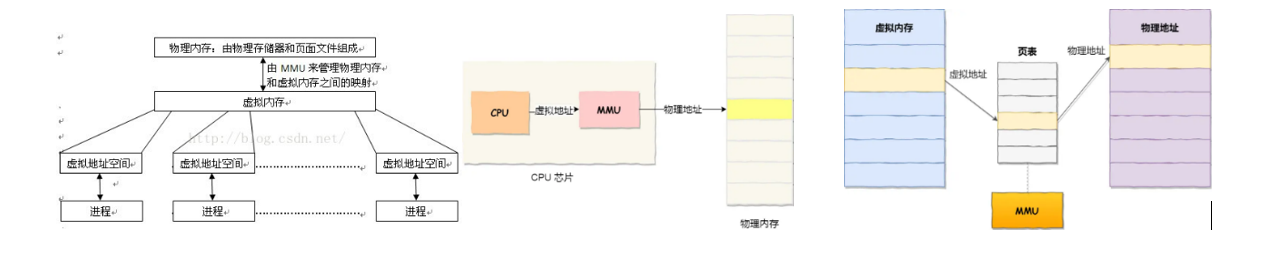 物理内存：由物理存储器和页面文件组成
由 MMU 来管理物理内存
和虚拟内存之间的映射
虚拟内存
http://blog.csdn.net/
虚拟地址空间
虚拟地址空间
虚拟地址空间
进程
进程
进程
CPU
虚拟地址
MMU
物理地址
CPU 芯片
物理内存
虚拟内存
虚拟地址
页表
物理地址
物理地址
MMU